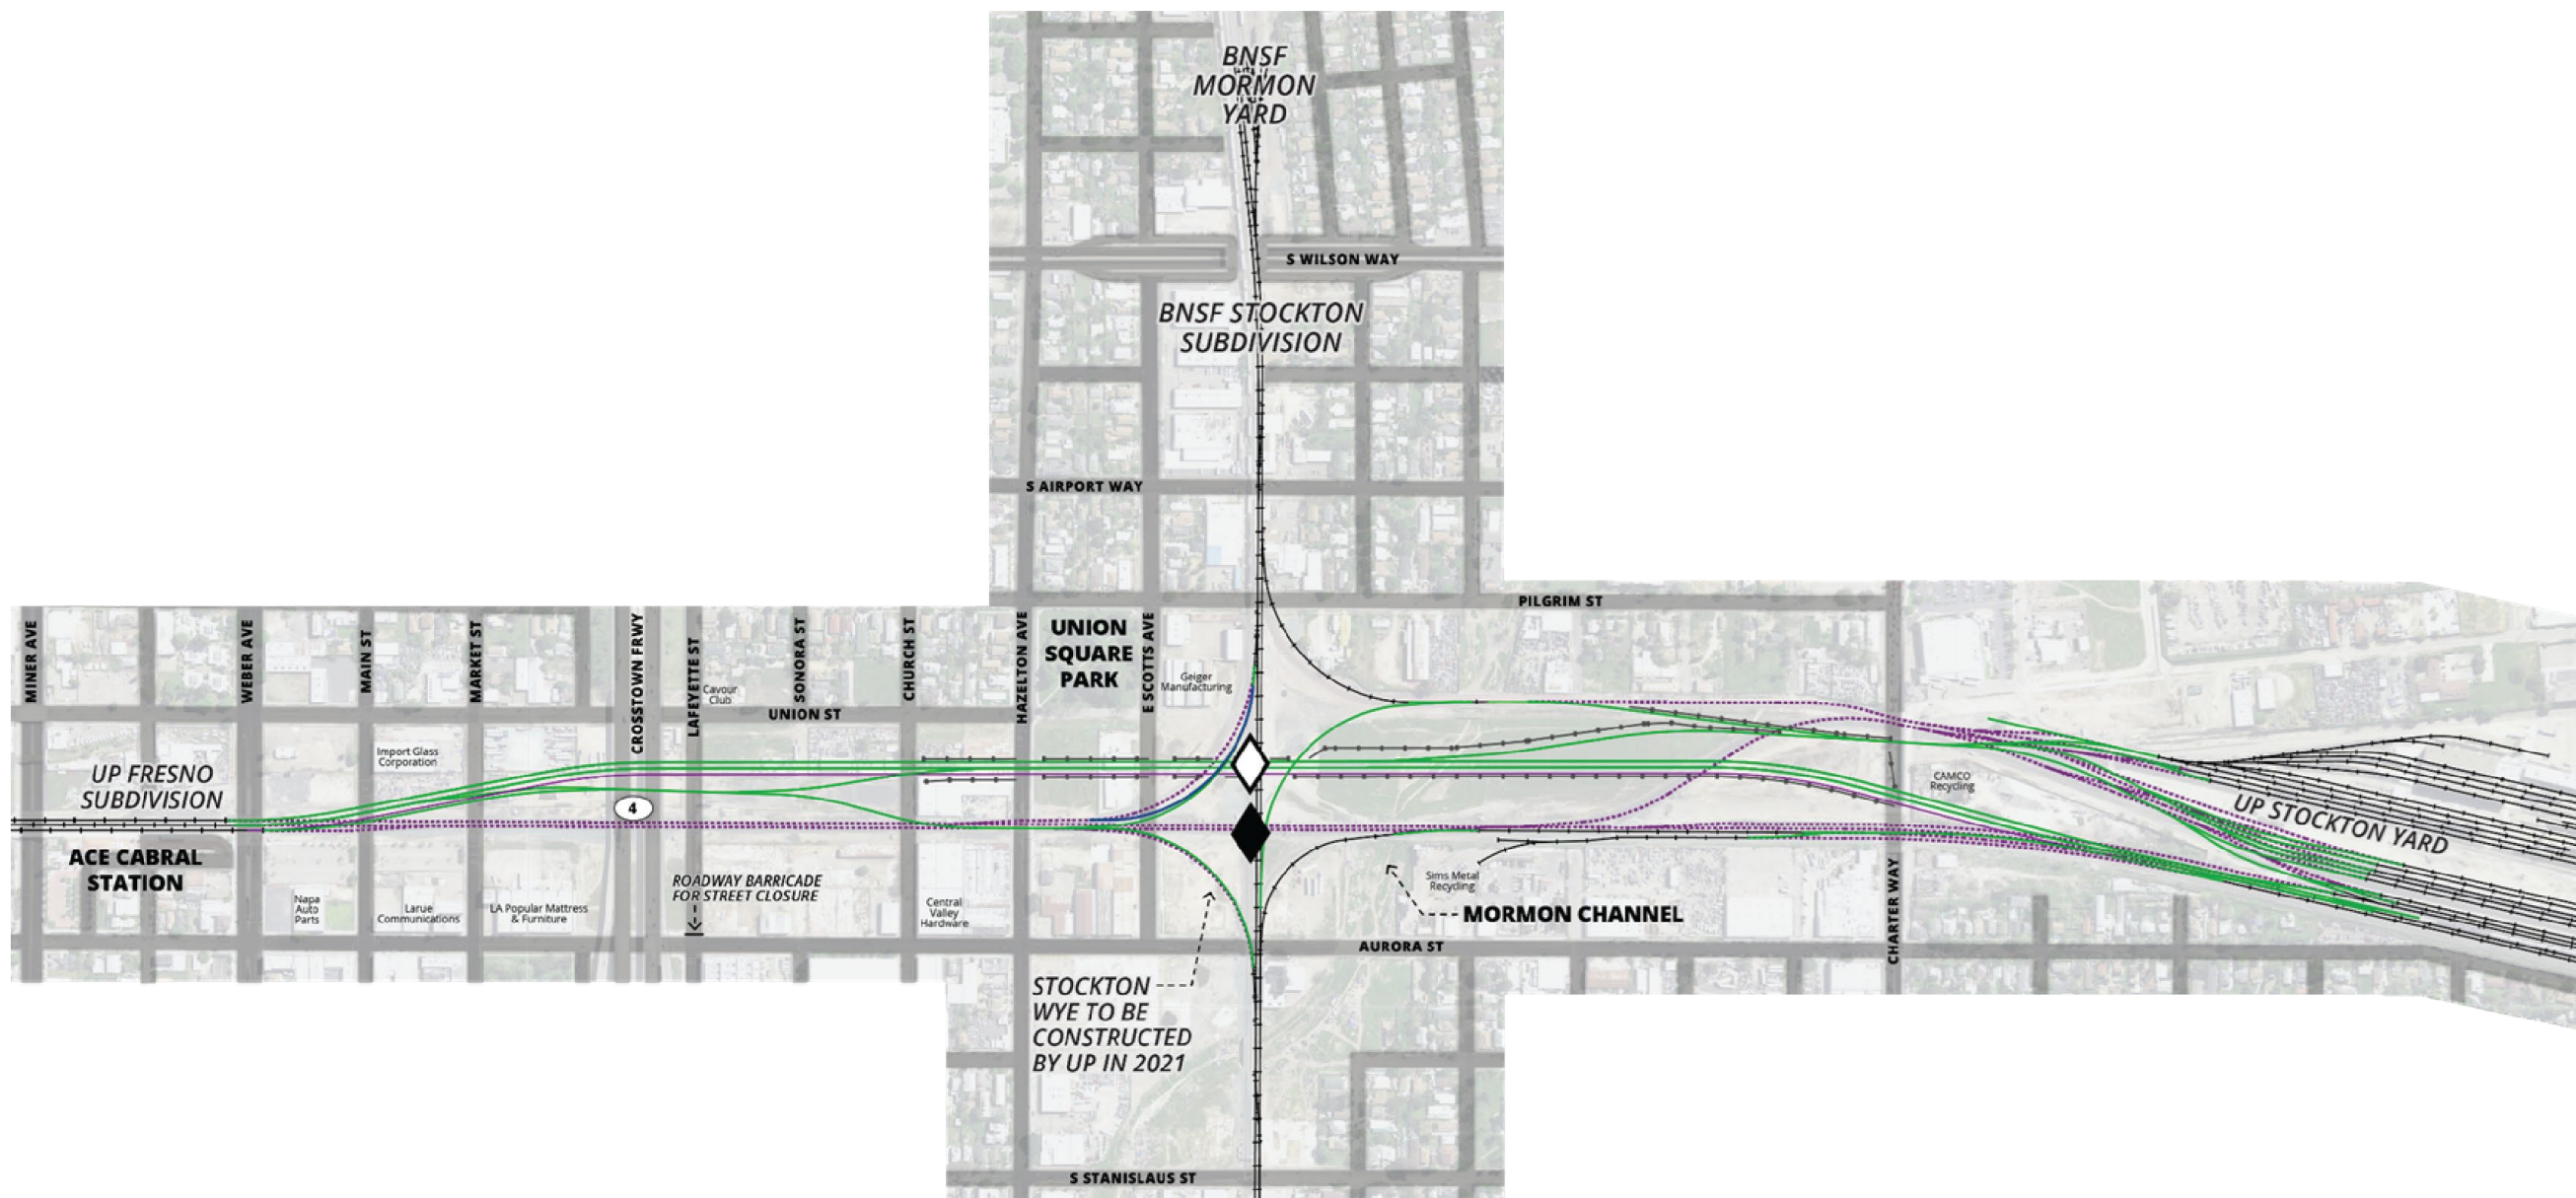 BNSF
MORMON
YARD
S WILSON WAY
BNSF STOCKTON
SUBDIVISION
S AIRPORT WAY
PILGRIM ST
MINER AVE
WEBER AVE
MAIN ST
MARKET ST
CROSSTOWN FRWY
LAFEYETTE ST
Cavour
Club
SONORA ST
CHURCH ST
HAZELTON AVE
UNION
SQUARE
PARK
E SCOTTS AVE
Geiger
Manufacturing
UNION ST
Import Glass
Corporation
UP FRESNO
SUBDIVISION
4
CAMCO
Recycling
UP STOCKTON YARD
ACE CABRAL
STATION
Napa
Auto
Parts
Larue
Communications
LA Popular Mattress
& Furniture
ROADWAY BARRICADE
FOR STREET CLOSURE
Central
Valley
Hardware
Sims Metal
Recycling
MORMON CHANNEL
CHARTER WAY
AURORA ST
STOCKTON
WYE TO BE
CONSTRUCTED
BY UP IN 2021
S STANISLAUS ST